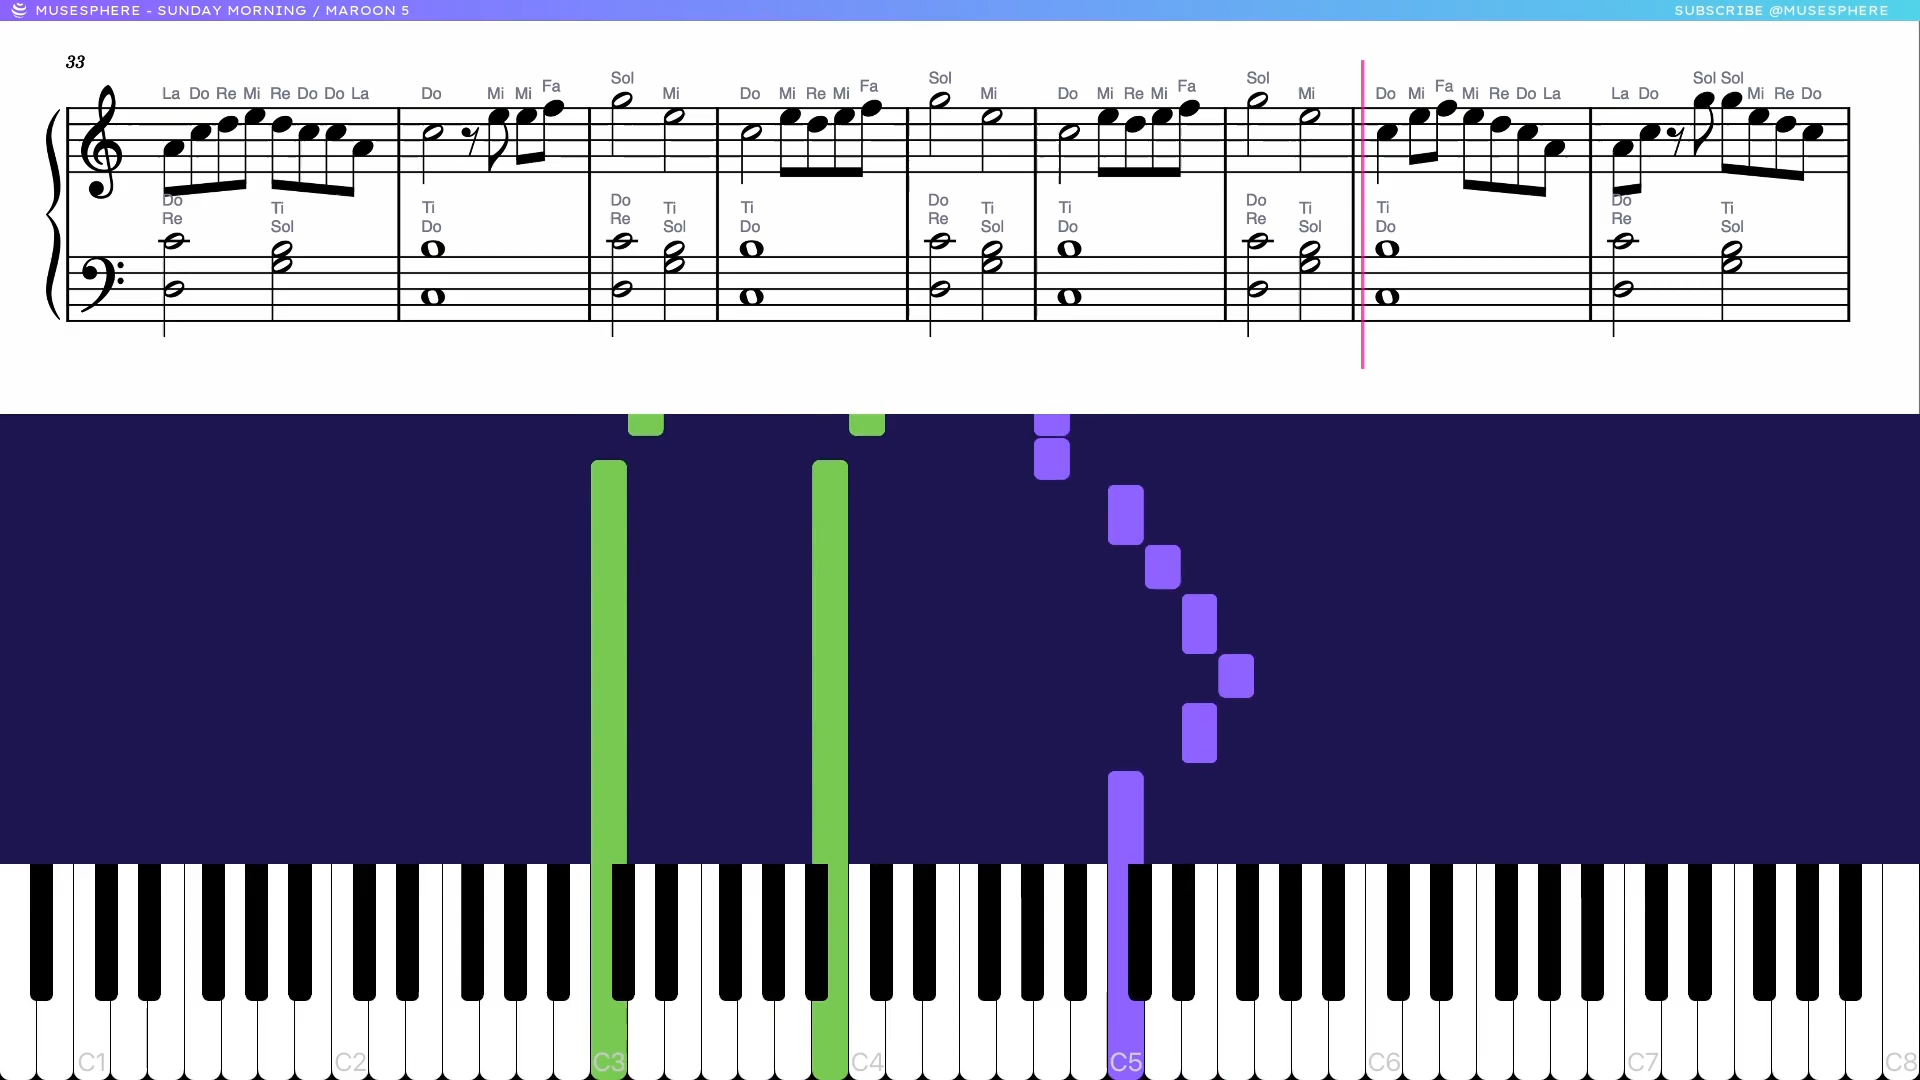 MUSESPHERE - SUNDAY MORNING / MAROON 5
SUBSCRIBE @MUSESPHERE
33
La Do Re Mi Re Do Do La Do Mi Mi Fa Sol Mi Do Mi Re Mi Fa Sol Mi Do Mi Re Mi Fa Sol Mi Do Mi Fa Mi Re Do La La Do Sol Sol Mi Re Do
Do Ti Ti Do Ti Ti Do Ti Ti Do Ti Ti Do Ti
Re Sol Do Re Sol Do Re Sol Do Re Sol Do Re Sol
C1 C2 C3 C4 C5 C6 C7 C8